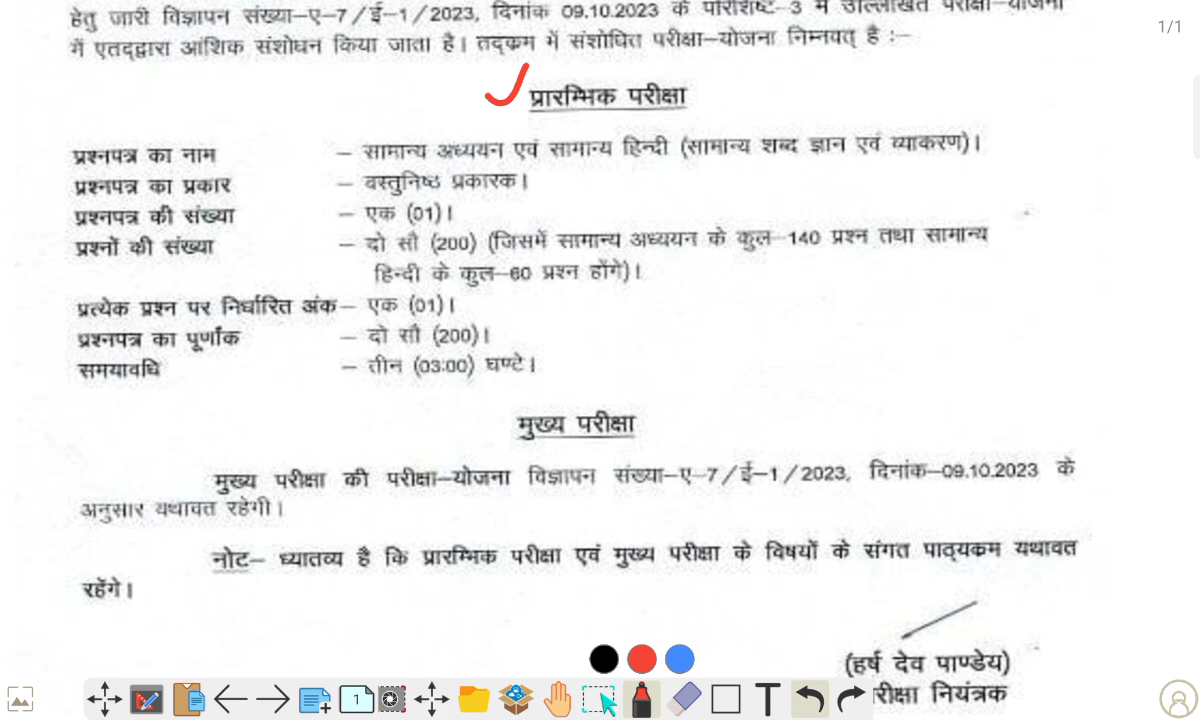 हेतु जारी विज्ञापन संख्या–ए–7/ई–1/2023, दिनांक 09.10.2023 के परिशिष्ट–3 में उल्लिखित परीक्षा–योजना
1/1
में एतद्द्वारा आंशिक संशोधन किया जाता है। तद्क्रम में संशोधित परीक्षा–योजना निम्नवत् है :–
प्रारम्भिक परीक्षा
प्रश्नपत्र का नाम – सामान्य अध्ययन एवं सामान्य हिन्दी (सामान्य शब्द ज्ञान एवं व्याकरण)।
प्रश्नपत्र का प्रकार – वस्तुनिष्ठ प्रकारक।
प्रश्नपत्र की संख्या – एक (01)।
प्रश्नों की संख्या – दो सौ (200) (जिसमें सामान्य अध्ययन के कुल–140 प्रश्न तथा सामान्य
हिन्दी के कुल–60 प्रश्न होंगे)।
प्रत्येक प्रश्न पर निर्धारित अंक – एक (01)।
प्रश्नपत्र का पूर्णांक – दो सौ (200)।
समयावधि – तीन (03:00) घण्टे।
मुख्य परीक्षा
मुख्य परीक्षा की परीक्षा–योजना विज्ञापन संख्या–ए–7/ई–1/2023, दिनांक–09.10.2023 के
अनुसार यथावत रहेगी।
नोट– ध्यातव्य है कि प्रारम्भिक परीक्षा एवं मुख्य परीक्षा के विषयों के संगत पाठ्यक्रम यथावत
रहेंगे।
(हर्ष देव पाण्डेय)
रीक्षा नियंत्रक
1
T